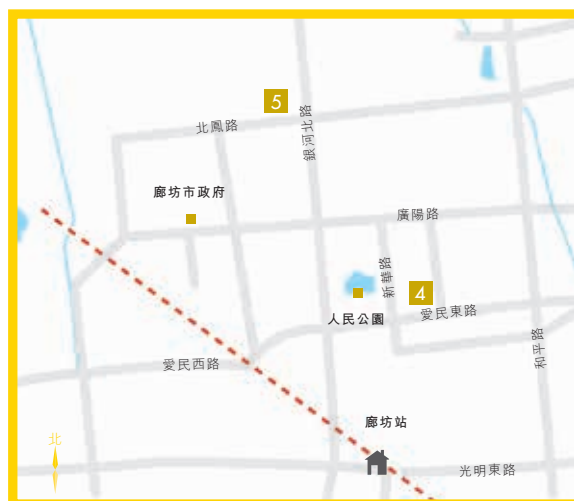 5
北鳳路
銀河北路
廊坊市政府
廣陽路
新華路
4
人民公園
愛民東路
和平路
愛民西路
廊坊站
北
光明東路